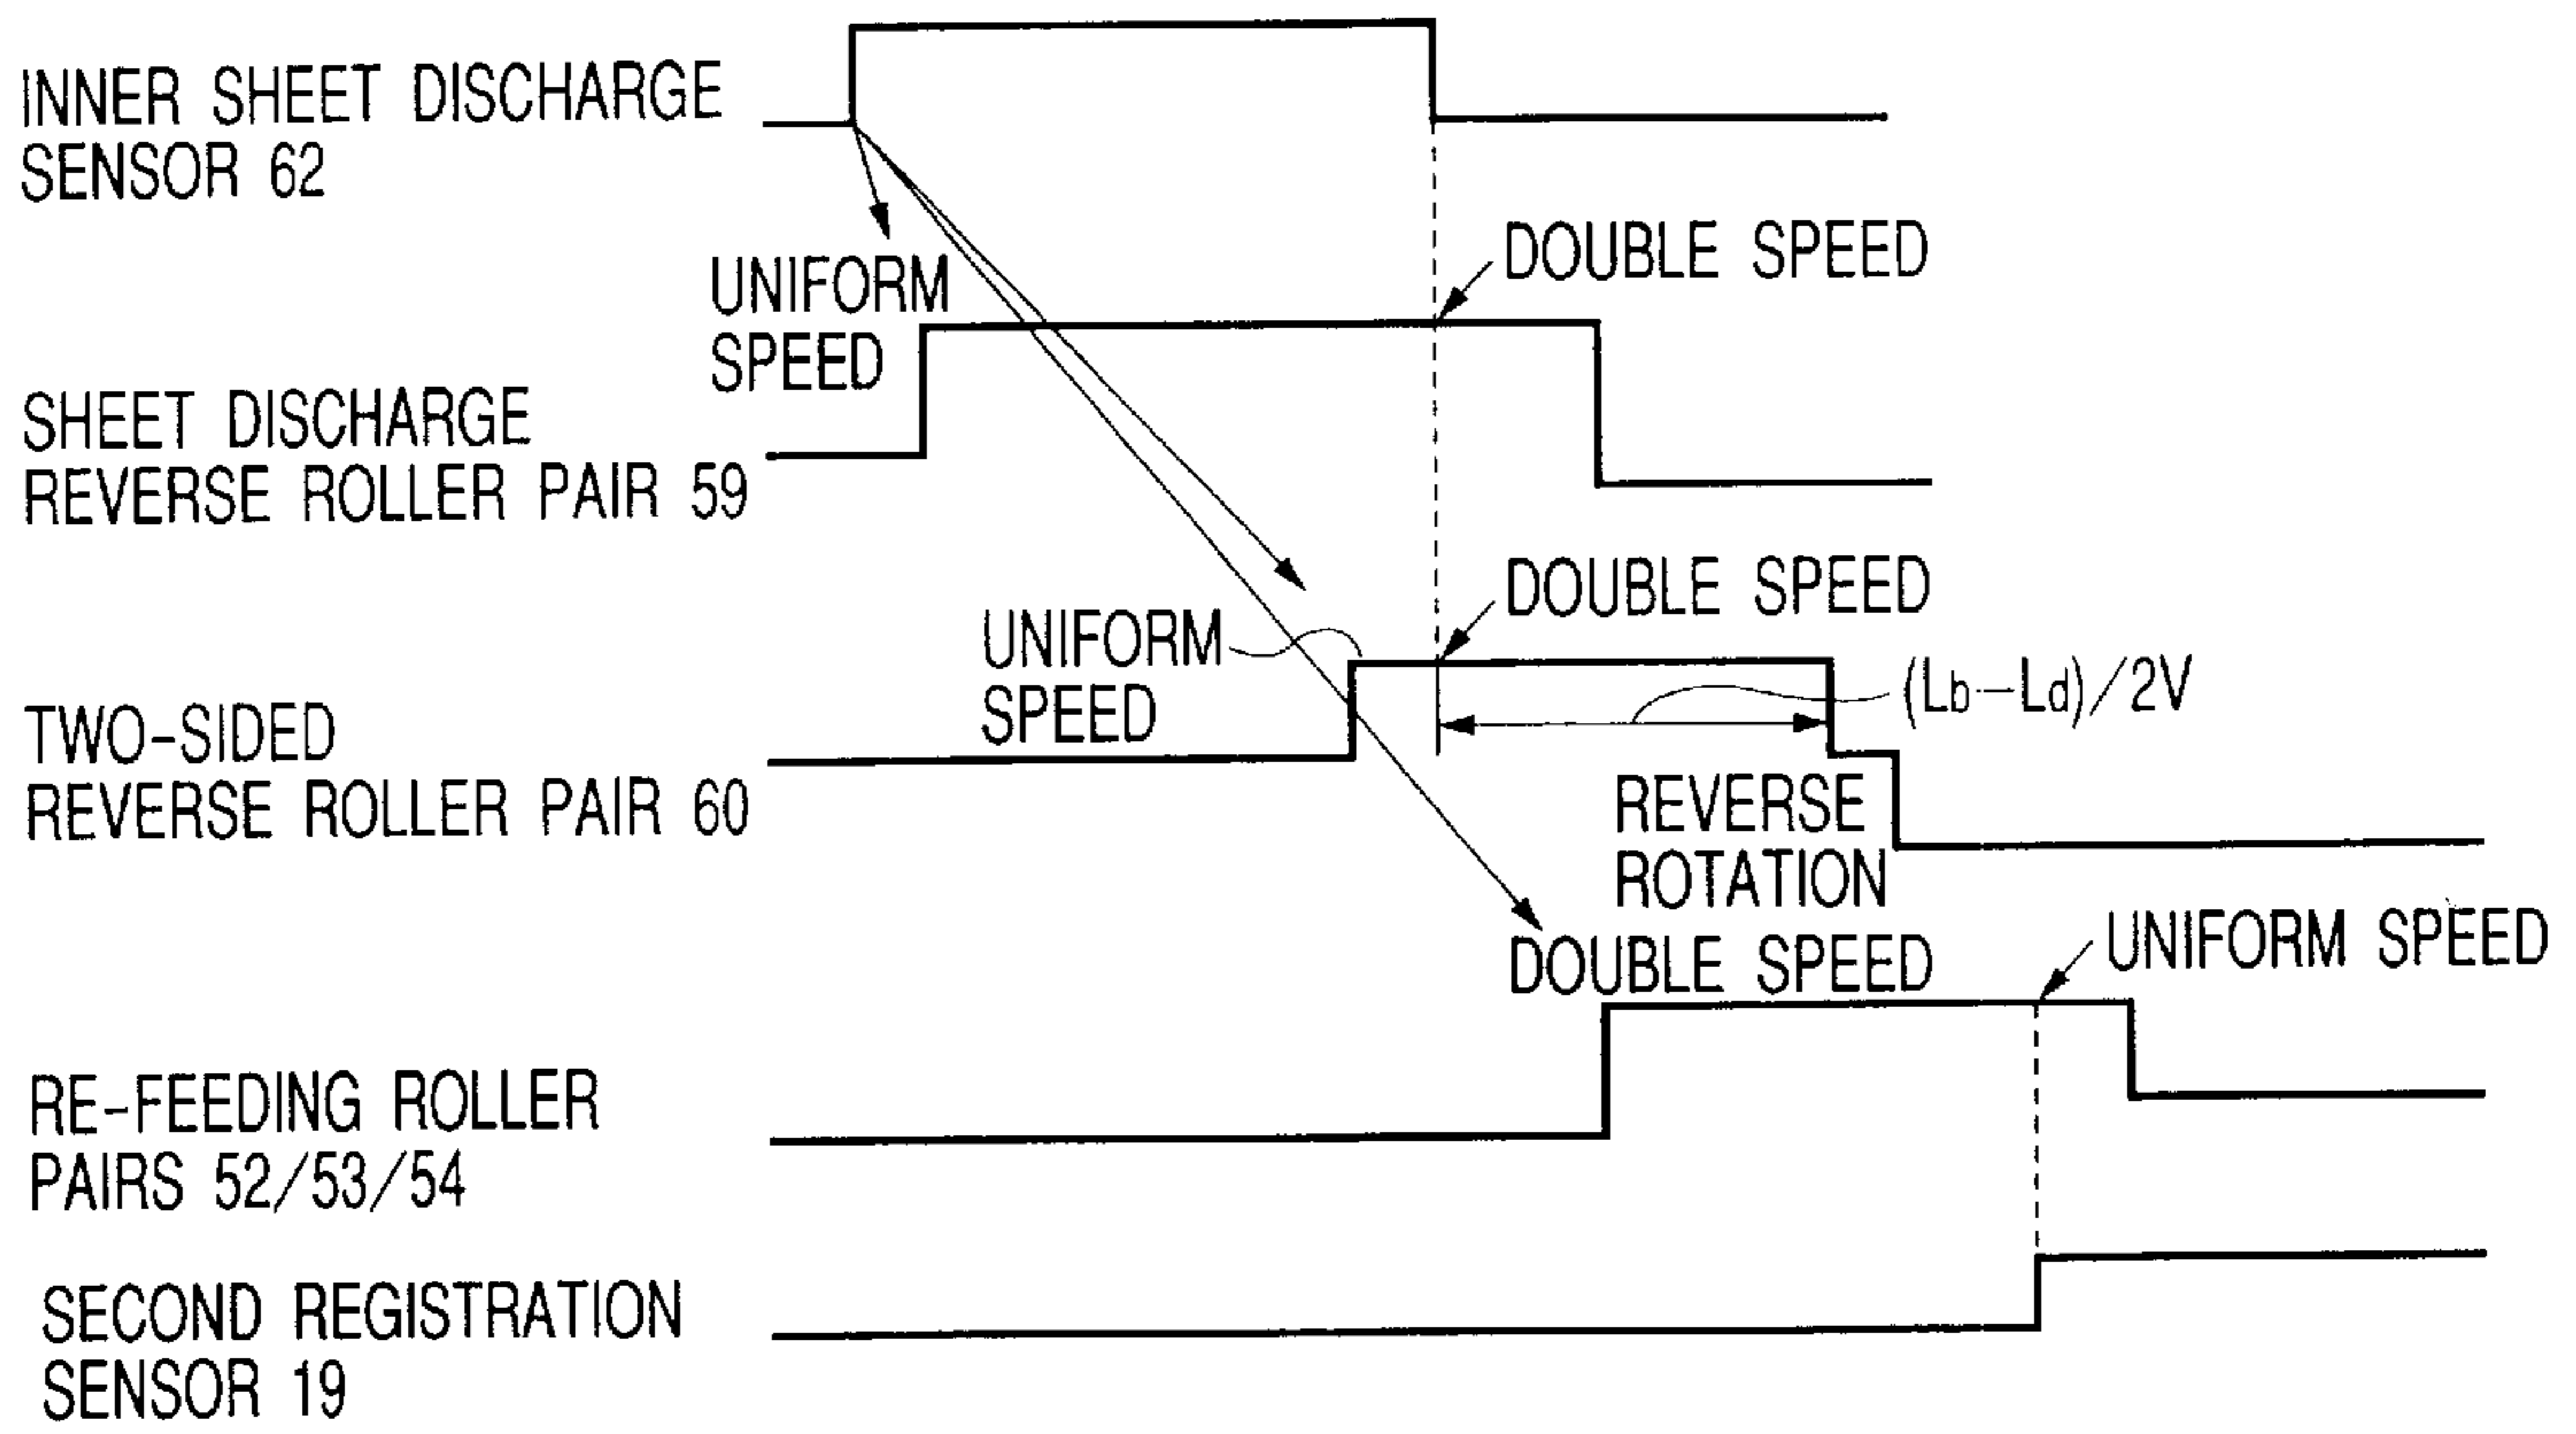 INNER SHEET DISCHARGE
SENSOR 62
UNIFORM
SPEED
DOUBLE SPEED
SHEET DISCHARGE
REVERSE ROLLER PAIR 59
DOUBLE SPEED
UNIFORM
SPEED
(Lb-Ld)/2V
TWO-SIDED
REVERSE ROLLER PAIR 60
REVERSE
ROTATION
DOUBLE SPEED
UNIFORM SPEED
RE-FEEDING ROLLER
PAIRS 52/53/54
SECOND REGISTRATION
SENSOR 19